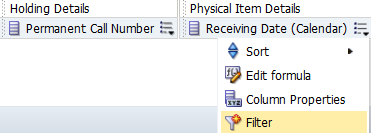 Holding Details
Physical Item Details
Permanent Call Number
Receiving Date (Calendar)
Sort
Edit formula
Column Properties
Filter